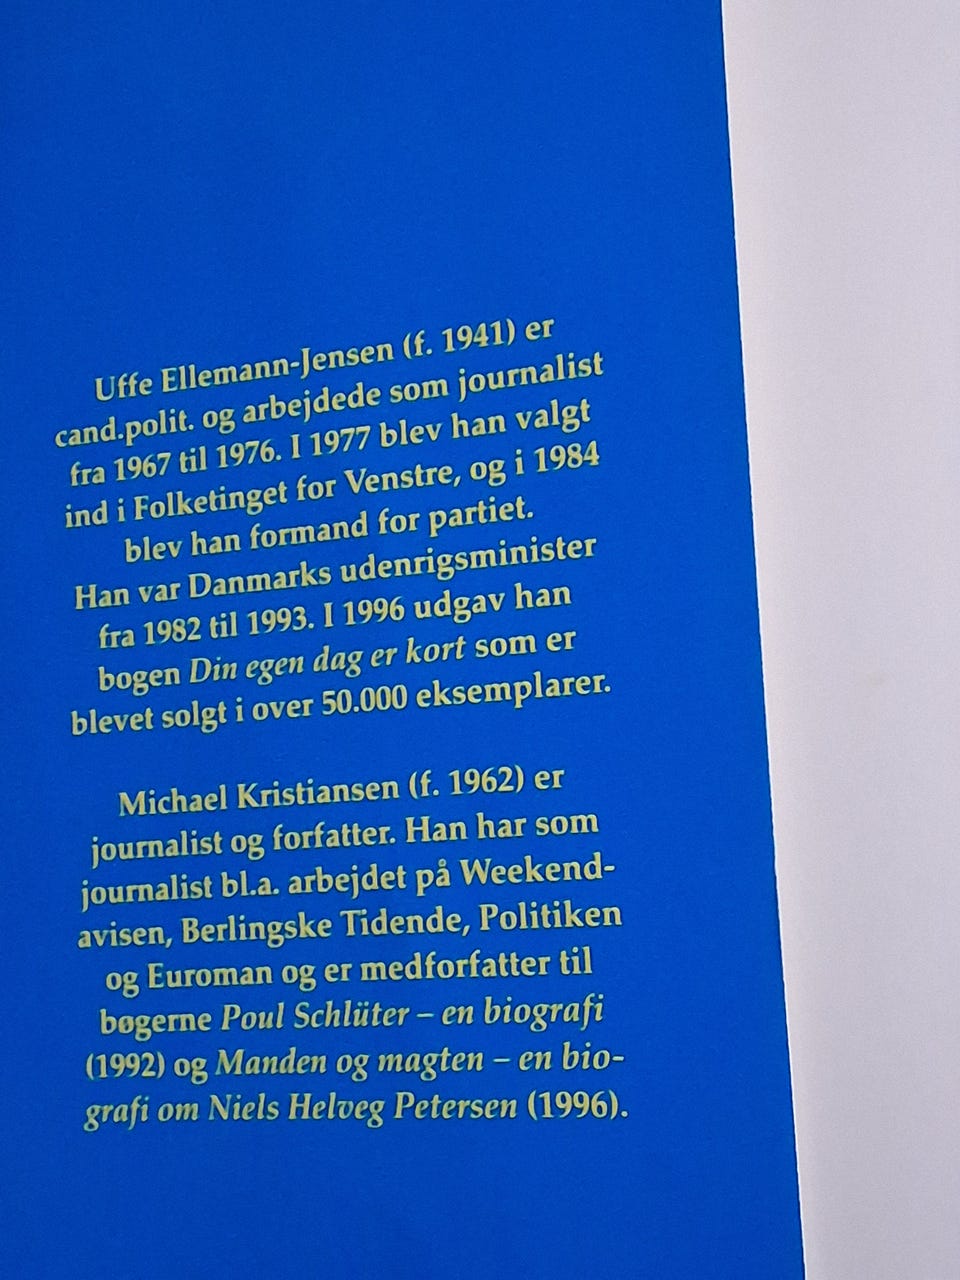 Uffe Ellemann-Jensen (f. 1941) er
cand.polit. og arbejdede som journalist
fra 1967 til 1976. I 1977 blev han valgt
ind i Folketinget for Venstre, og i 1984
blev han formand for partiet.
Han var Danmarks udenrigsminister
fra 1982 til 1993. I 1996 udgav han
bogen Din egen dag er kort som er
blevet solgt i over 50.000 eksemplarer.
Michael Kristiansen (f. 1962) er
journalist og forfatter. Han har som
journalist bl.a. arbejdet på Weekend-
avisen, Berlingske Tidende, Politiken
og Euroman og er medforfatter til
bøgerne Poul Schlüter – en biografi
(1992) og Manden og magten – en bio-
grafi om Niels Helveg Petersen (1996).